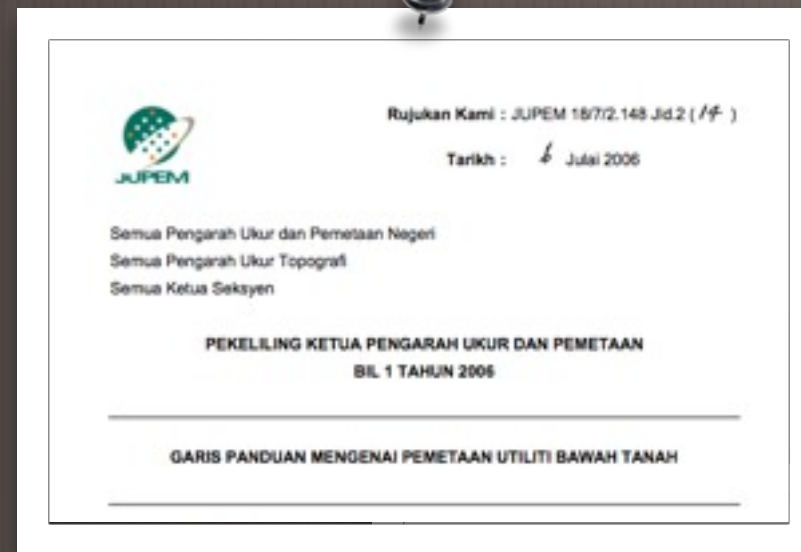 Rujukan Kami : JUPEM 18/7/2.148 Jld.2 ( 14 )
JUPEM
Tarikh : 6 Julai 2006
Semua Pengarah Ukur dan Pemetaan Negeri
Semua Pengarah Ukur Topografi
Semua Ketua Seksyen
PEKELILING KETUA PENGARAH UKUR DAN PEMETAAN
BIL 1 TAHUN 2006
GARIS PANDUAN MENGENAI PEMETAAN UTILITI BAWAH TANAH